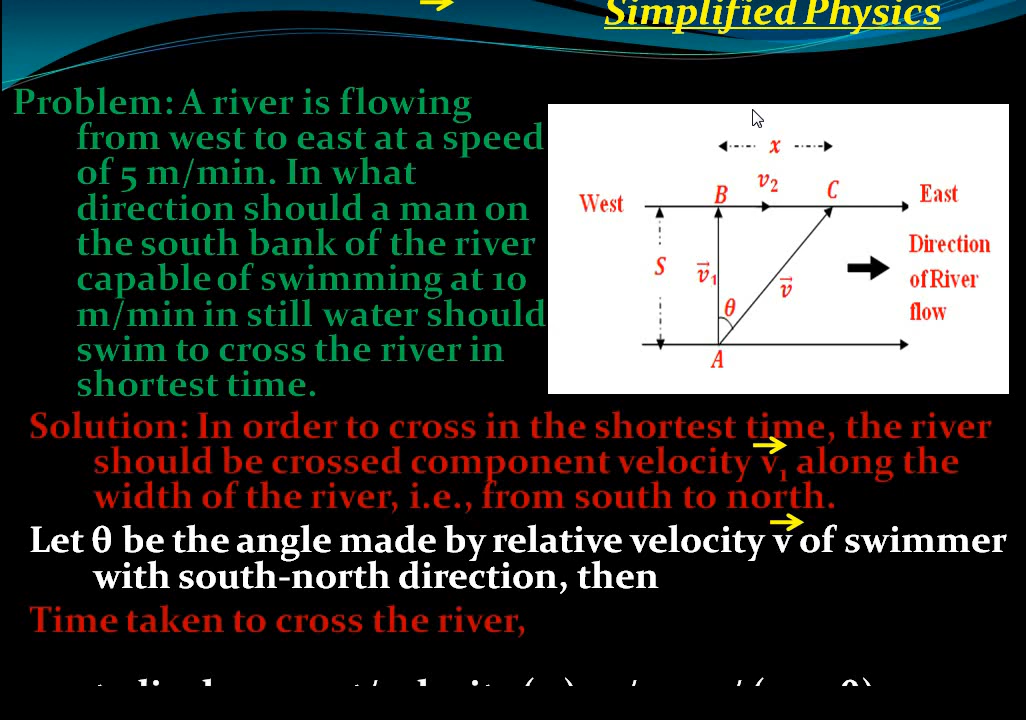 Simplified Physics
Problem: A river is flowing
from west to east at a speed
of 5 m/min. In what
direction should a man on
the south bank of the river
capable of swimming at 10
m/min in still water should
swim to cross the river in
shortest time.
x
West B v₂ C East
S v⃗₁ θ v⃗
Direction
of River
flow
A
Solution: In order to cross in the shortest time, the river
should be crossed component velocity v⃗₁ along the
width of the river, i.e., from south to north.
Let θ be the angle made by relative velocity v⃗ of swimmer
with south-north direction, then
Time taken to cross the river,